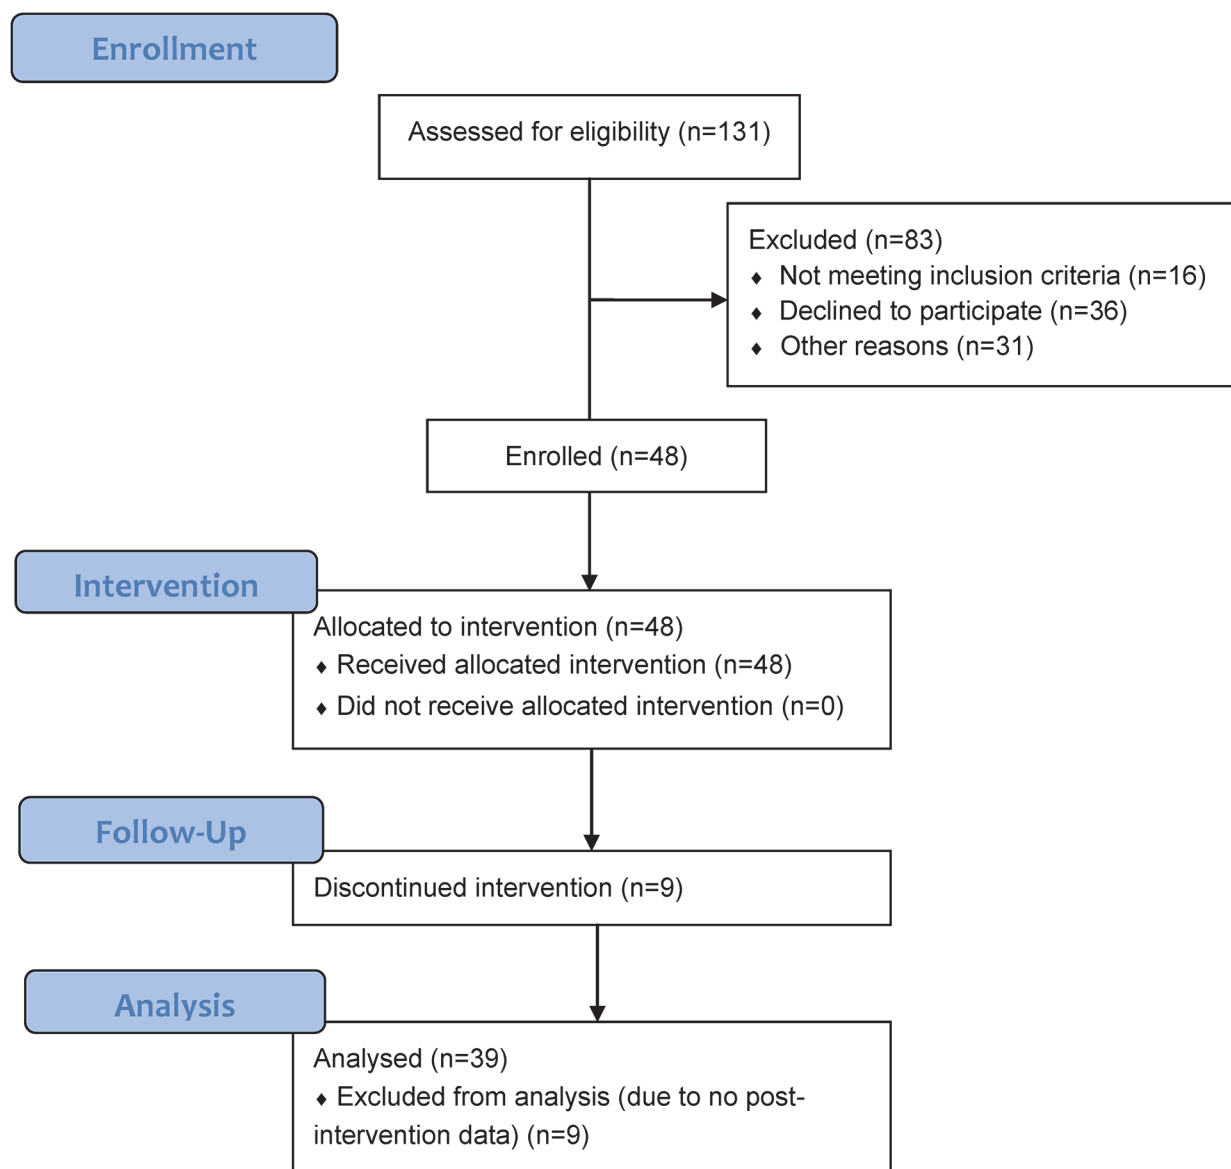 Enrollment
Assessed for eligibility (n=131)
Excluded (n=83)
♦ Not meeting inclusion criteria (n=16)
♦ Declined to participate (n=36)
♦ Other reasons (n=31)
Enrolled (n=48)
Intervention
Allocated to intervention (n=48)
♦ Received allocated intervention (n=48)
♦ Did not receive allocated intervention (n=0)
Follow-Up
Discontinued intervention (n=9)
Analysis
Analysed (n=39)
♦ Excluded from analysis (due to no post-
intervention data) (n=9)